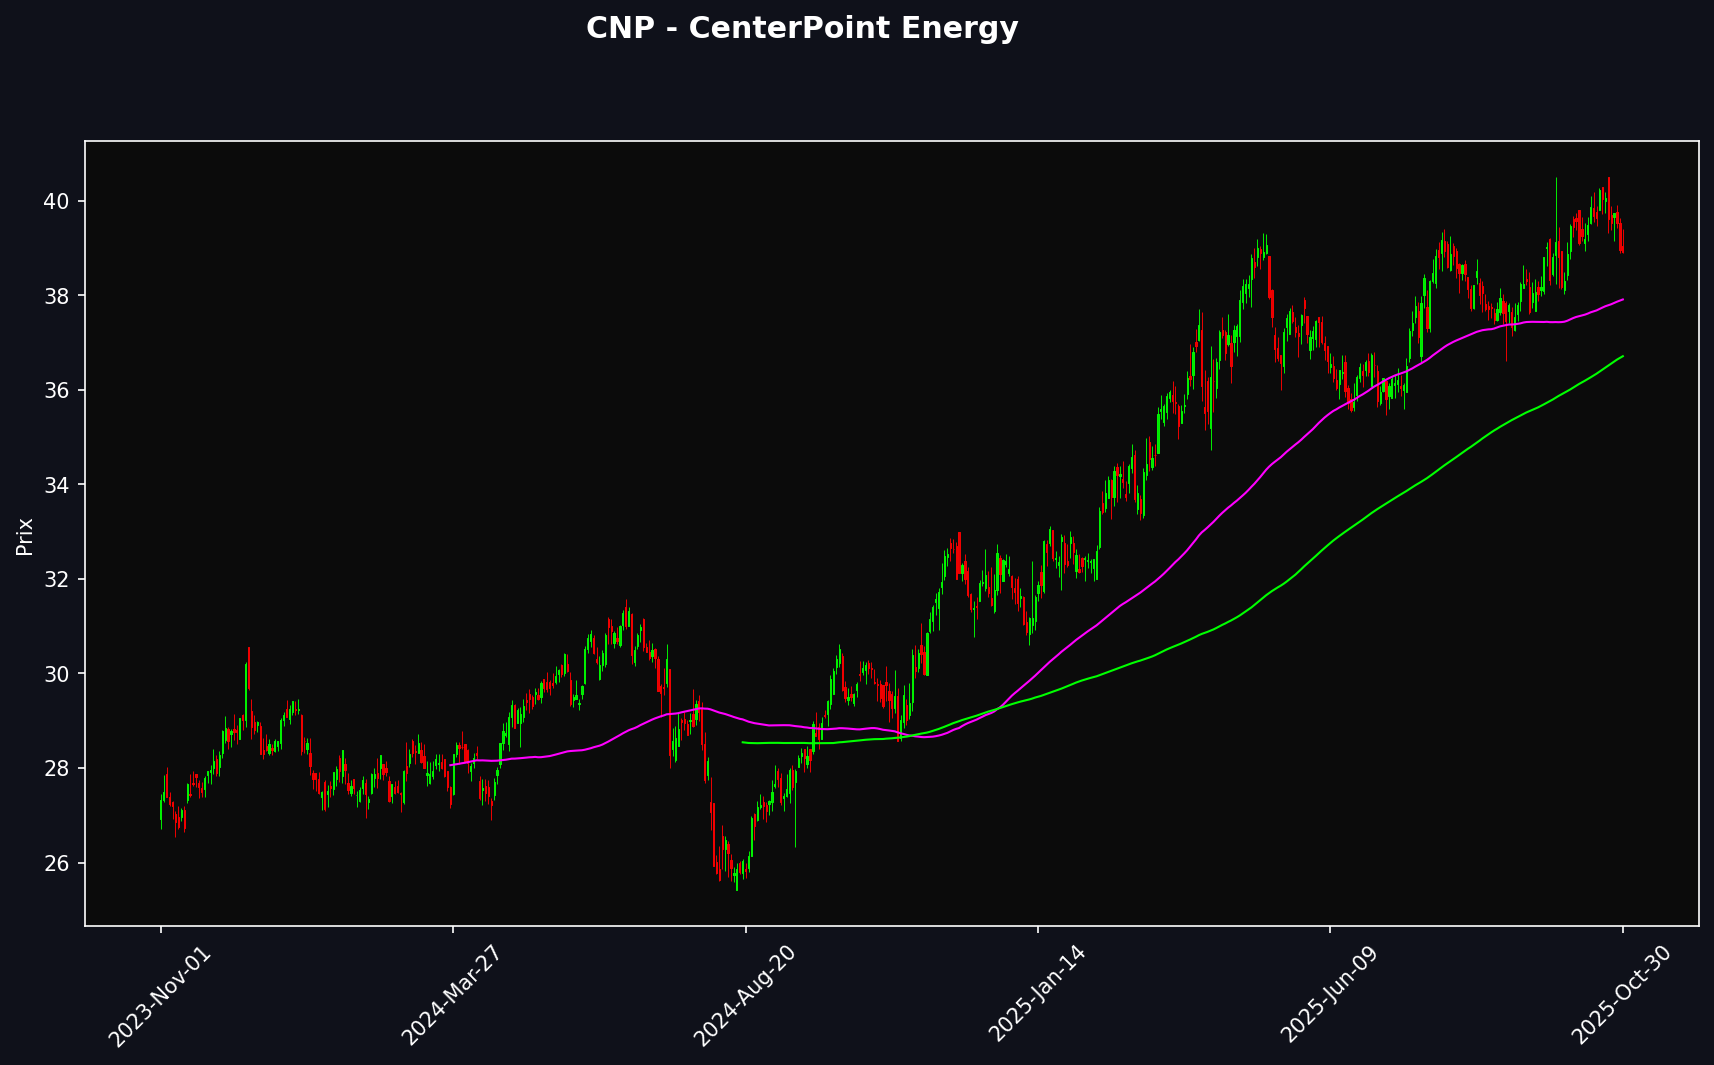 CNP - CenterPoint Energy
Prix
40
38
36
34
32
30
28
26
2023-Nov-01
2024-Mar-27
2024-Aug-20
2025-Jan-14
2025-Jun-09
2025-Oct-30